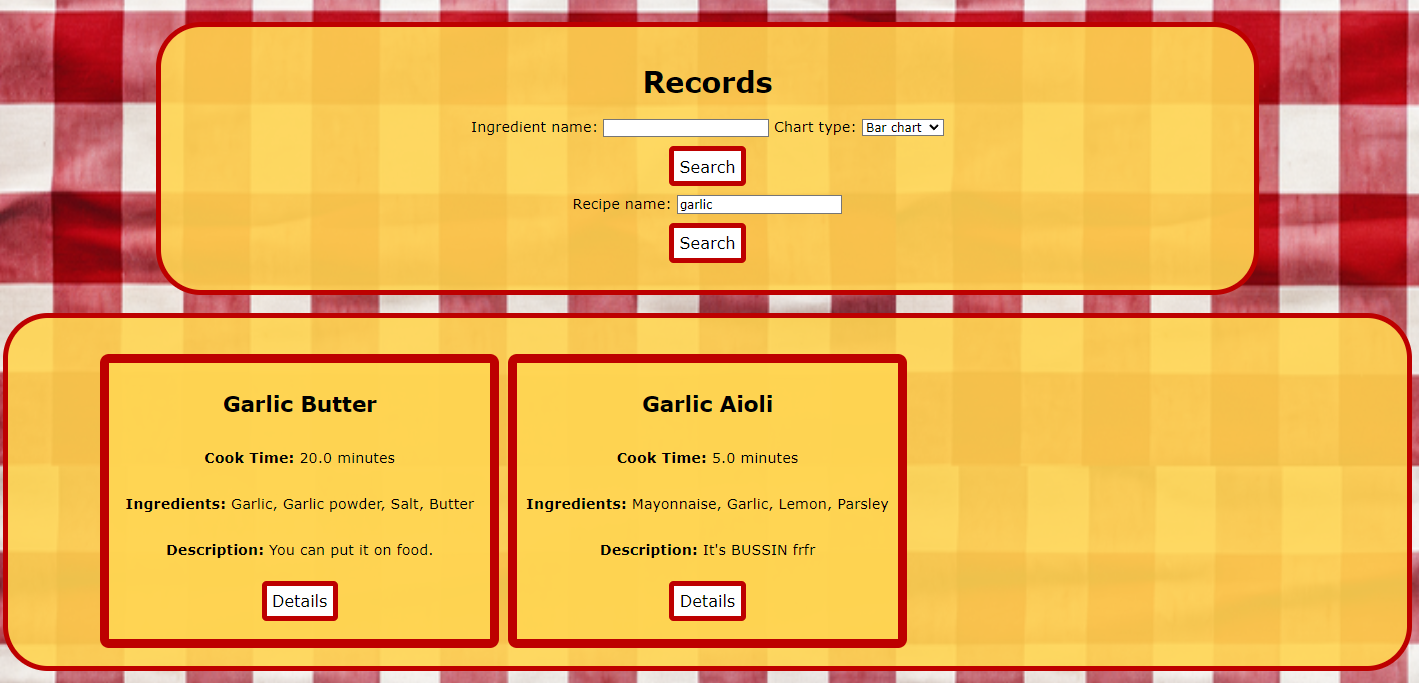 Records
Ingredient name: Chart type: Bar chart
Search
Recipe name: garlic
Search
Garlic Butter
Cook Time: 20.0 minutes
Ingredients: Garlic, Garlic powder, Salt, Butter
Description: You can put it on food.
Details
Garlic Aioli
Cook Time: 5.0 minutes
Ingredients: Mayonnaise, Garlic, Lemon, Parsley
Description: It's BUSSIN frfr
Details